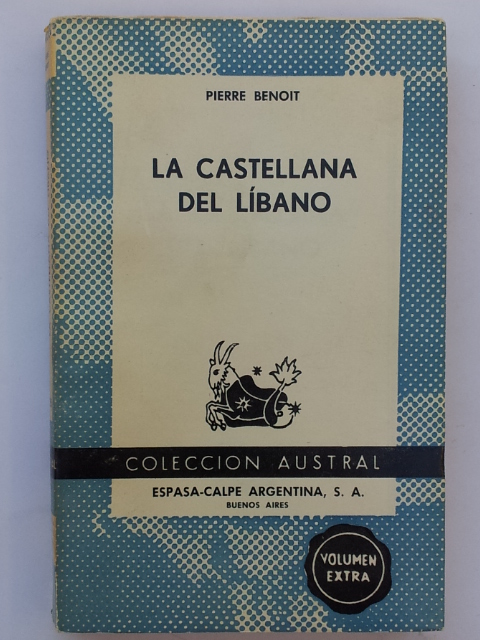 PIERRE BENOIT
LA CASTELLANA
DEL LÍBANO
COLECCION AUSTRAL
ESPASA-CALPE ARGENTINA, S. A.
BUENOS AIRES
VOLUMEN
EXTRA